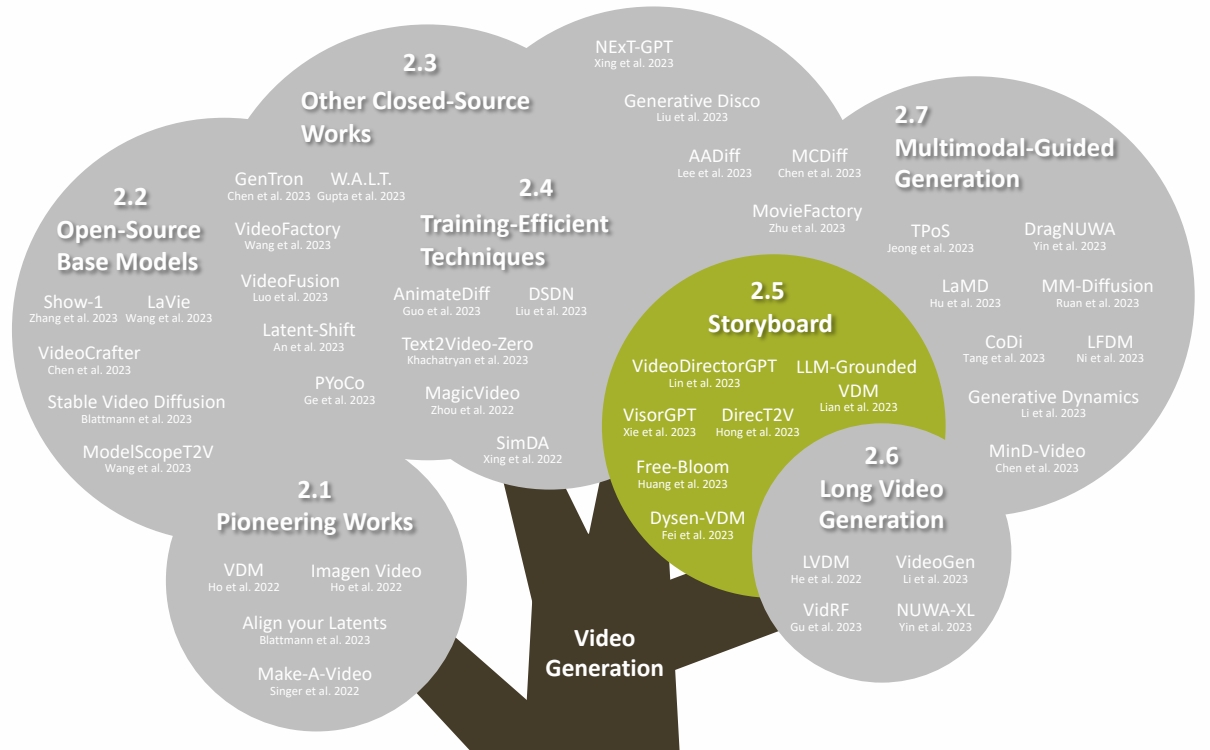 2.1
Pioneering Works
VDM
Ho et al. 2022
Imagen Video
Ho et al. 2022
Align your Latents
Blattmann et al. 2023
Make-A-Video
Singer et al. 2022
2.2
Open-Source
Base Models
Show-1
Zhang et al. 2023
LaVie
Wang et al. 2023
VideoCrafter
Chen et al. 2023
Stable Video Diffusion
Blattmann et al. 2023
ModelScopeT2V
Wang et al. 2023
2.3
Other Closed-Source
Works
GenTron
Chen et al. 2023
W.A.L.T.
Gupta et al. 2023
VideoFactory
Wang et al. 2023
VideoFusion
Luo et al. 2023
Latent-Shift
An et al. 2023
PYoCo
Ge et al. 2023
NExT-GPT
Xing et al. 2023
Generative Disco
Liu et al. 2023
AADiff
Lee et al. 2023
MCDiff
Chen et al. 2023
MovieFactory
Zhu et al. 2023
2.4
Training-Efficient
Techniques
AnimateDiff
Guo et al. 2023
DSDN
Liu et al. 2023
Text2Video-Zero
Khachatryan et al. 2023
MagicVideo
Zhou et al. 2022
SimDA
Xing et al. 2022
2.5
Storyboard
VideoDirectorGPT
Lin et al. 2023
LLM-Grounded
VDM
Lian et al. 2023
VisorGPT
Xie et al. 2023
DirecT2V
Hong et al. 2023
Free-Bloom
Huang et al. 2023
Dysen-VDM
Fei et al. 2023
2.6
Long Video
Generation
LVDM
He et al. 2022
VideoGen
Li et al. 2023
VidRF
Gu et al. 2023
NUWA-XL
Yin et al. 2023
2.7
Multimodal-Guided
Generation
TPoS
Jeong et al. 2023
DragNUWA
Yin et al. 2023
LaMD
Hu et al. 2023
MM-Diffusion
Ruan et al. 2023
CoDi
Tang et al. 2023
LFDM
Ni et al. 2023
Generative Dynamics
Li et al. 2023
MinD-Video
Chen et al. 2023
Video
Generation